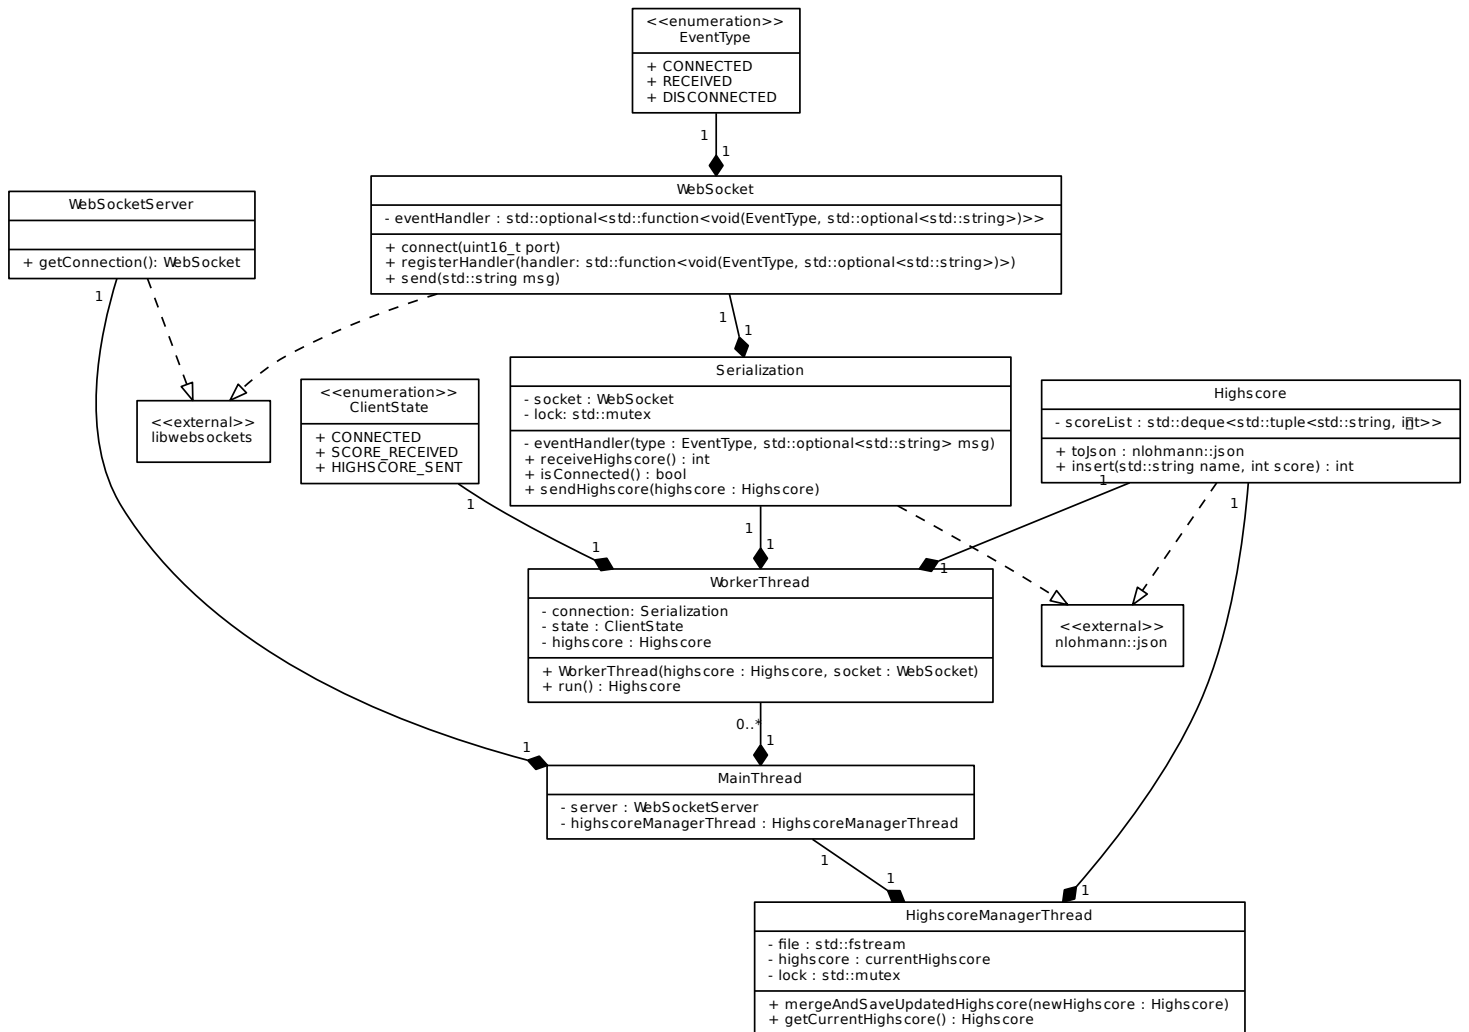 <<enumeration>>
EventType
+ CONNECTED
+ RECEIVED
+ DISCONNECTED
1
1
WebSocket
- eventHandler : std::optional<std::function<void(EventType, std::optional<std::string>)>>
+ connect(uint16_t port)
+ registerHandler(handler: std::function<void(EventType, std::optional<std::string>)>)
+ send(std::string msg)
WebSocketServer
+ getConnection(): WebSocket
1
1
1
<<external>>
libwebsockets
<<enumeration>>
ClientState
+ CONNECTED
+ SCORE_RECEIVED
+ HIGHSCORE_SENT
Serialization
- socket : WebSocket
- lock: std::mutex
- eventHandler(type : EventType, std::optional<std::string> msg)
+ receiveHighscore() : int
+ isConnected() : bool
+ sendHighscore(highscore : Highscore)
Highscore
- scoreList : std::deque<std::tuple<std::string, int>>
+ toJson : nlohmann::json
+ insert(std::string name, int score) : int
1
1
1
1
1
1
1
1
<<external>>
nlohmann::json
WorkerThread
- connection: Serialization
- state : ClientState
- highscore : Highscore
+ WorkerThread(highscore : Highscore, socket : WebSocket)
+ run() : Highscore
0..*
1
1
MainThread
- server : WebSocketServer
- highscoreManagerThread : HighscoreManagerThread
1
1
1
HighscoreManagerThread
- file : std::fstream
- highscore : currentHighscore
- lock : std::mutex
+ mergeAndSaveUpdatedHighscore(newHighscore : Highscore)
+ getCurrentHighscore() : Highscore